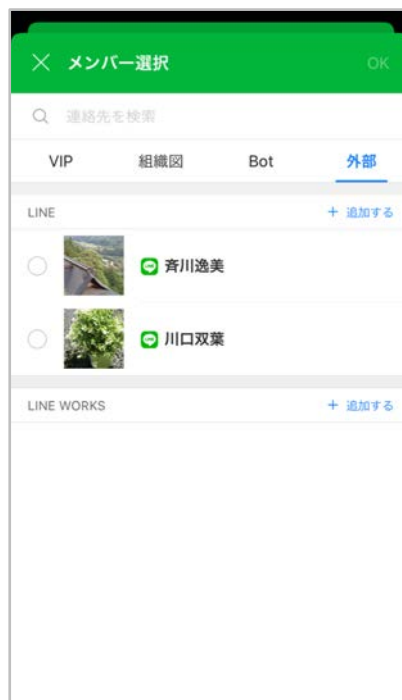 メンバー選択 OK
連絡先を検索
VIP 組織図 Bot 外部
LINE + 追加する
斉川逸美
川口双葉
LINE WORKS + 追加する